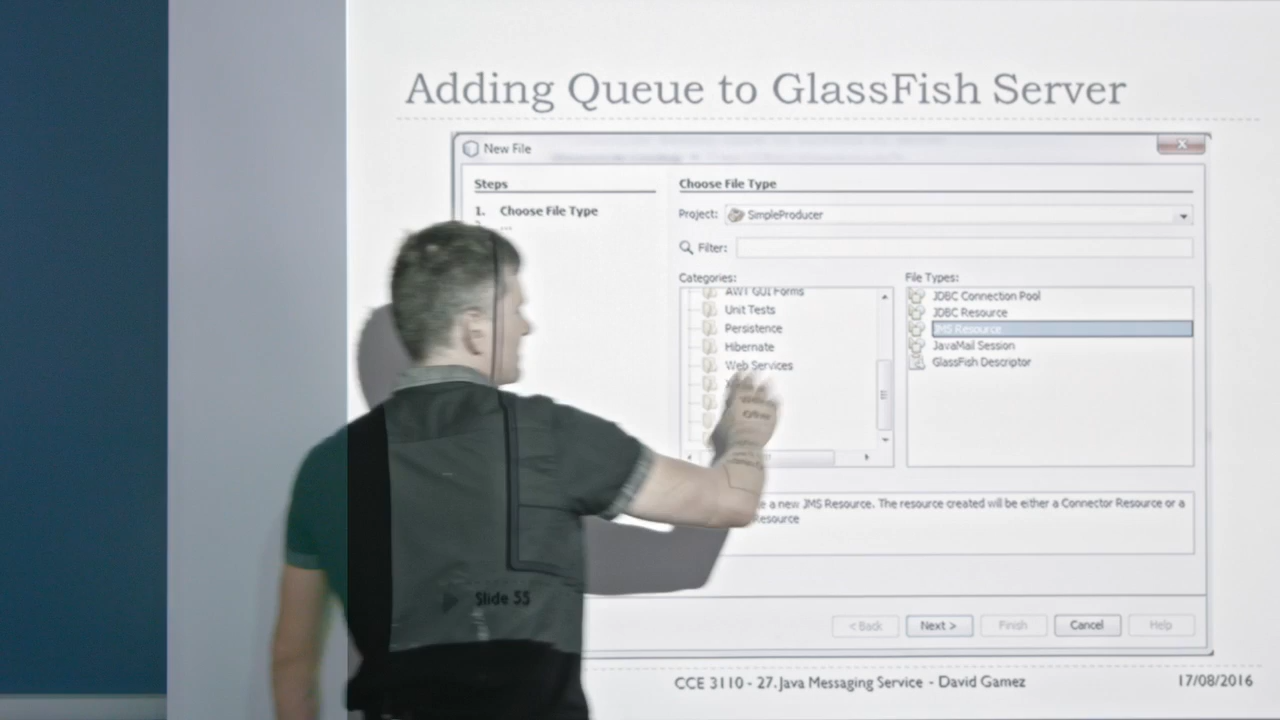 Adding Queue to GlassFish Server
New File
Steps
1. Choose File Type
...
Choose File Type
Project: SimpleProducer
Filter:
Categories:
AWT GUI Forms
Unit Tests
Persistence
Hibernate
Web Services
File Types:
JDBC Connection Pool
JDBC Resource
JMS Resource
JavaMail Session
GlassFish Descriptor
a new JMS Resource. The resource created will be either a Connector Resource or a
Resource
< Back
Next >
Finish
Cancel
Help
Slide 55
CCE 3110 - 27. Java Messaging Service - David Gamez
17/08/2016